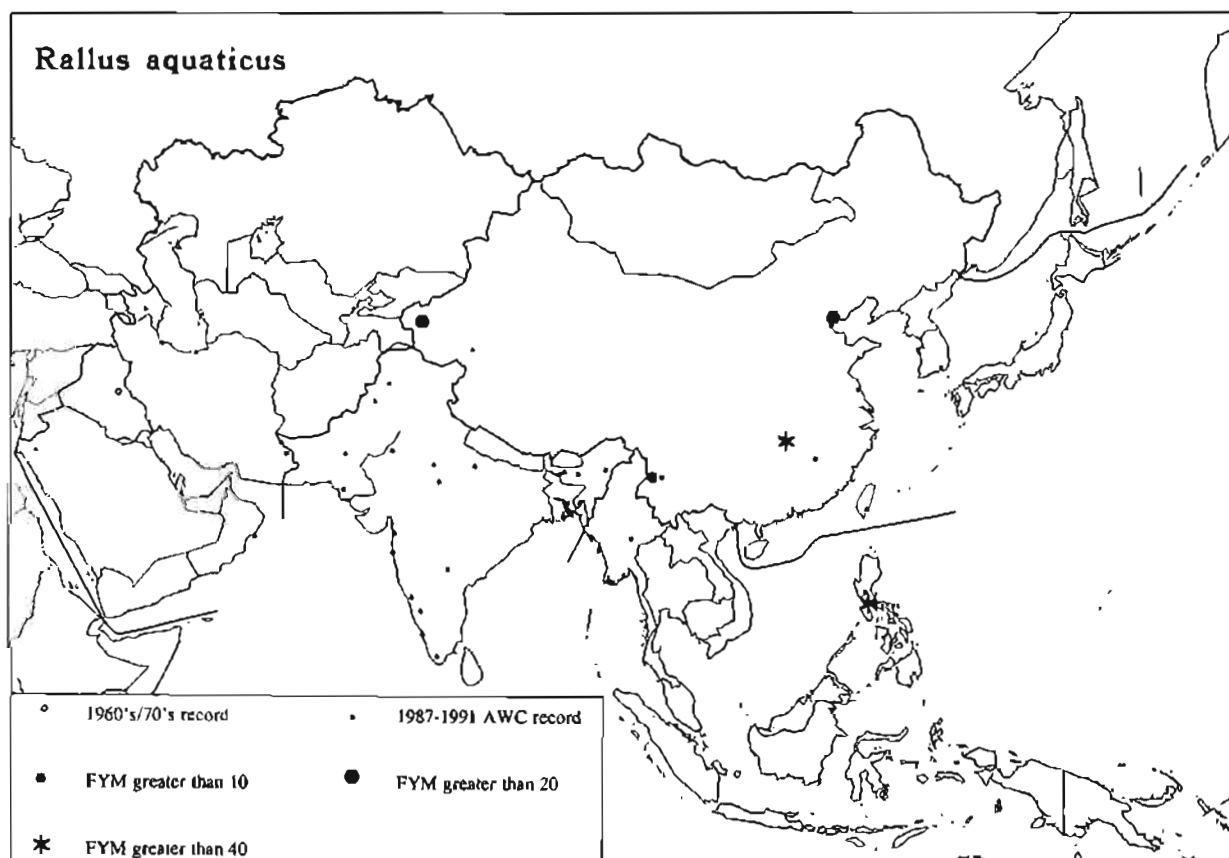 Rallus aquaticus
1960's/70's record
1987-1991 AWC record
FYM greater than 10
FYM greater than 20
FYM greater than 40